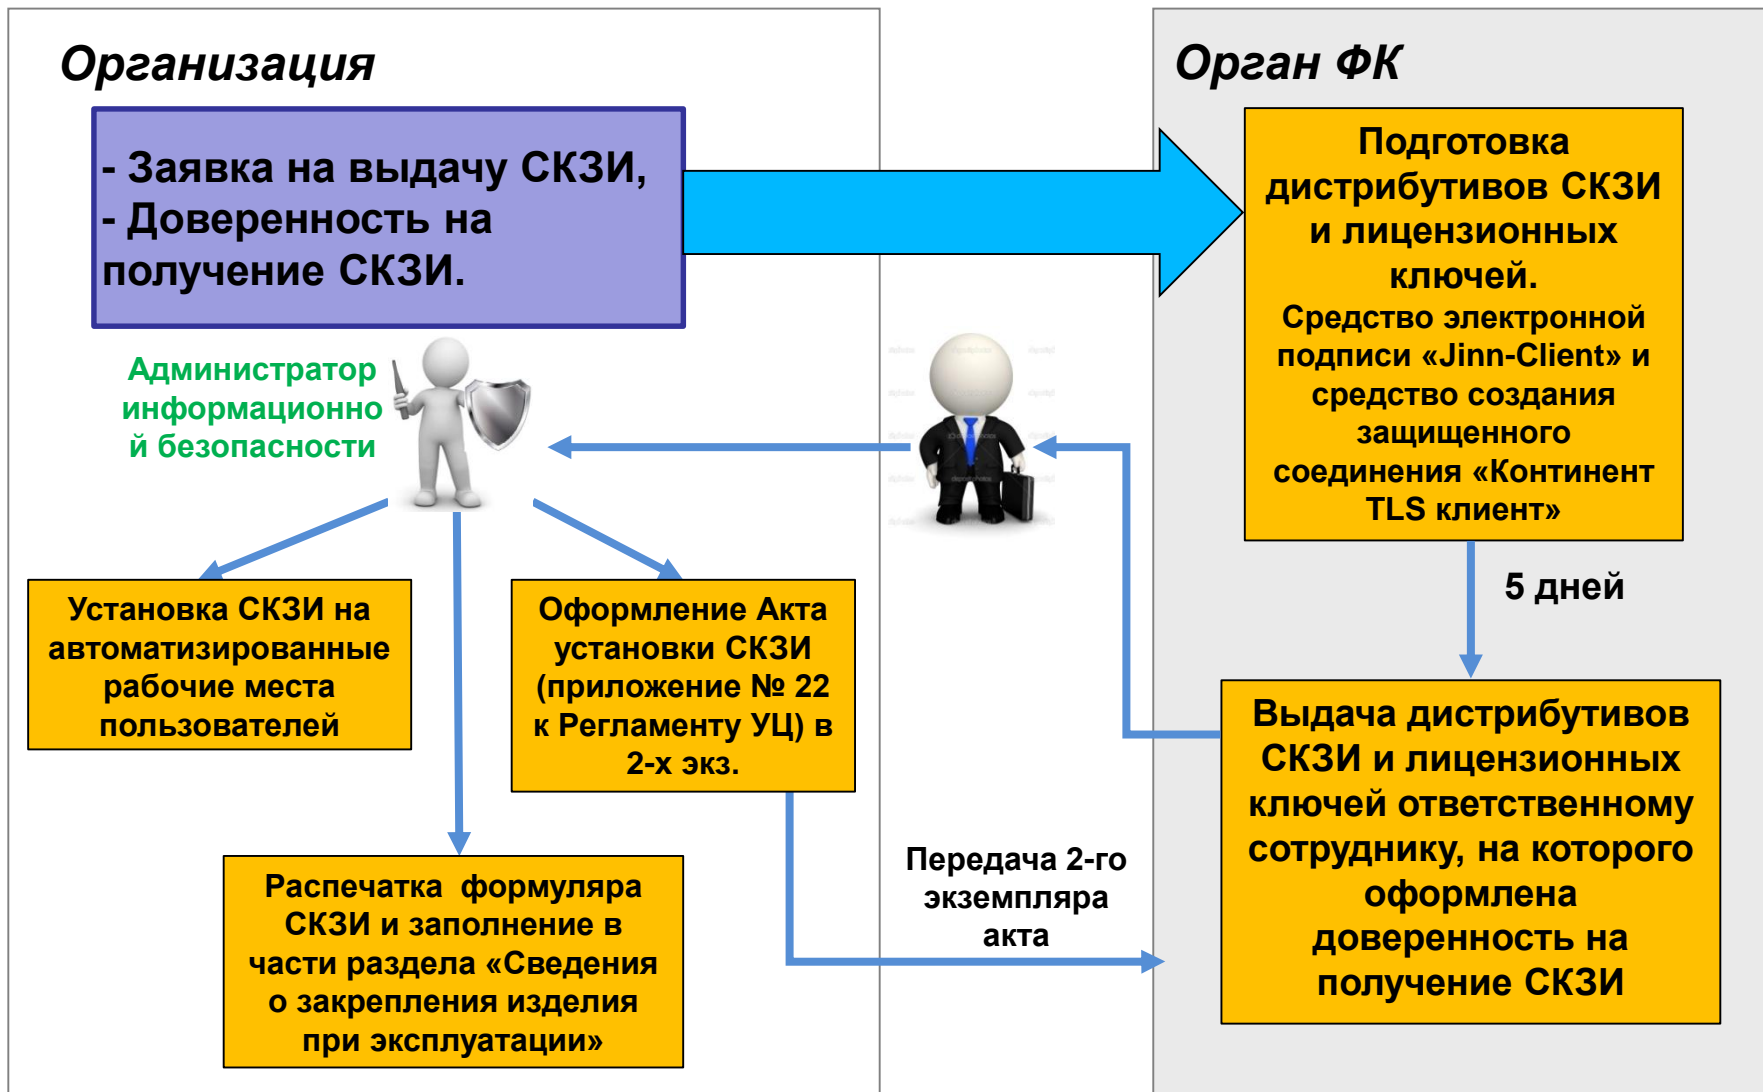 Организация
- Заявка на выдачу СКЗИ,
- Доверенность на
получение СКЗИ.
Администратор
информационно
й безопасности
Установка СКЗИ на
автоматизированные
рабочие места
пользователей
Оформление Акта
установки СКЗИ
(приложение № 22
к Регламенту УЦ) в
2-х экз.
Распечатка формуляра
СКЗИ и заполнение в
части раздела «Сведения
о закрепления изделия
при эксплуатации»
Передача 2-го
экземпляра
акта
Орган ФК
Подготовка
дистрибутивов СКЗИ
и лицензионных
ключей.
Средство электронной
подписи «Jinn-Client» и
средство создания
защищенного
соединения «Континент
TLS клиент»
5 дней
Выдача дистрибутивов
СКЗИ и лицензионных
ключей ответственному
сотруднику, на которого
оформлена
доверенность на
получение СКЗИ